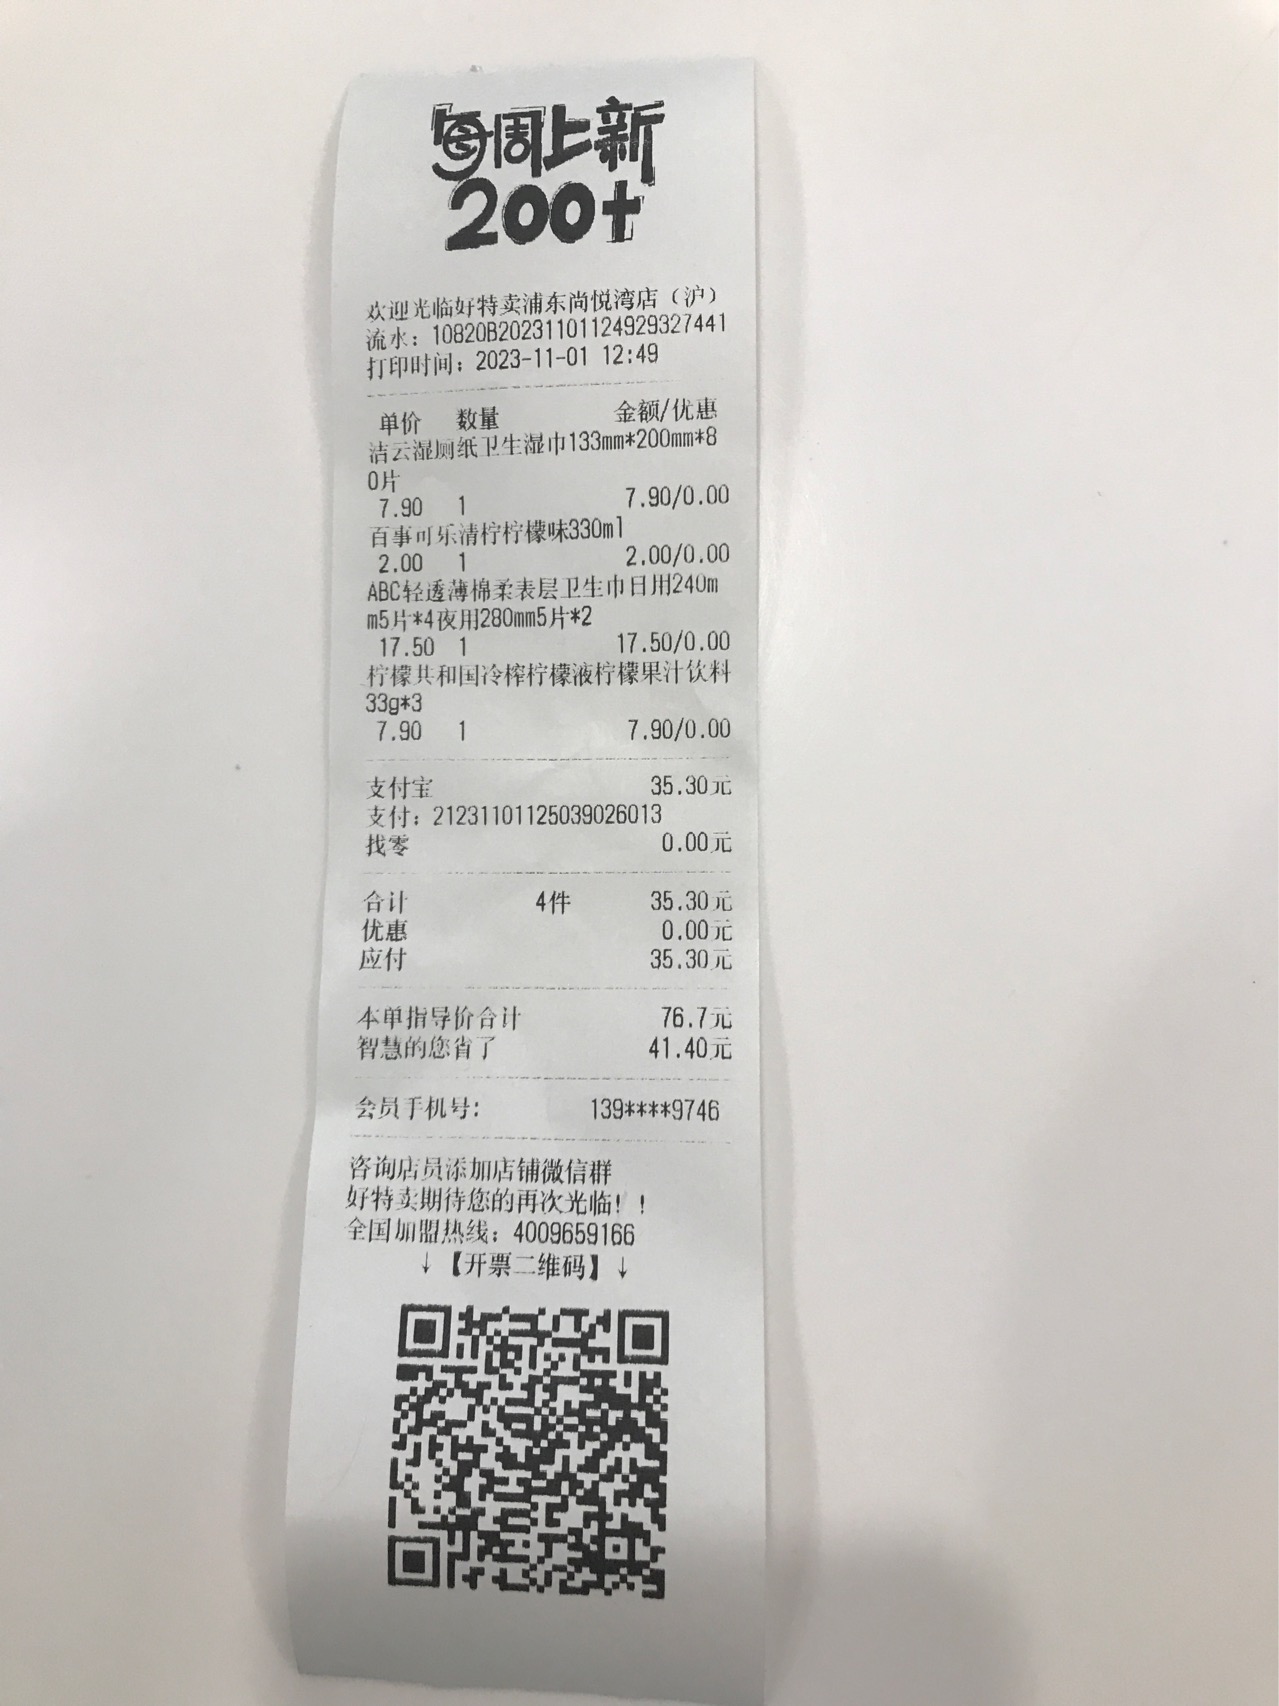 每周上新
200+
欢迎光临好特卖浦东尚悦湾店（沪）
流水：10820B20231101124929327441
打印时间：2023-11-01 12:49
单价 数量 金额/优惠
洁云湿厕纸卫生湿巾133mm*200mm*8
0片
7.90 1 7.90/0.00
百事可乐清柠柠檬味330ml
2.00 1 2.00/0.00
ABC轻透薄棉柔表层卫生巾日用240m
m5片*4夜用280mm5片*2
17.50 1 17.50/0.00
柠檬共和国冷榨柠檬液柠檬果汁饮料
33g*3
7.90 1 7.90/0.00
支付宝 35.30元
支付：21231101125039026013
找零 0.00元
合计 4件 35.30元
优惠 0.00元
应付 35.30元
本单指导价合计 76.7元
智慧的您省了 41.40元
会员手机号: 139****9746
咨询店员添加店铺微信群
好特卖期待您的再次光临！！
全国加盟热线：4009659166
↓【开票二维码】↓